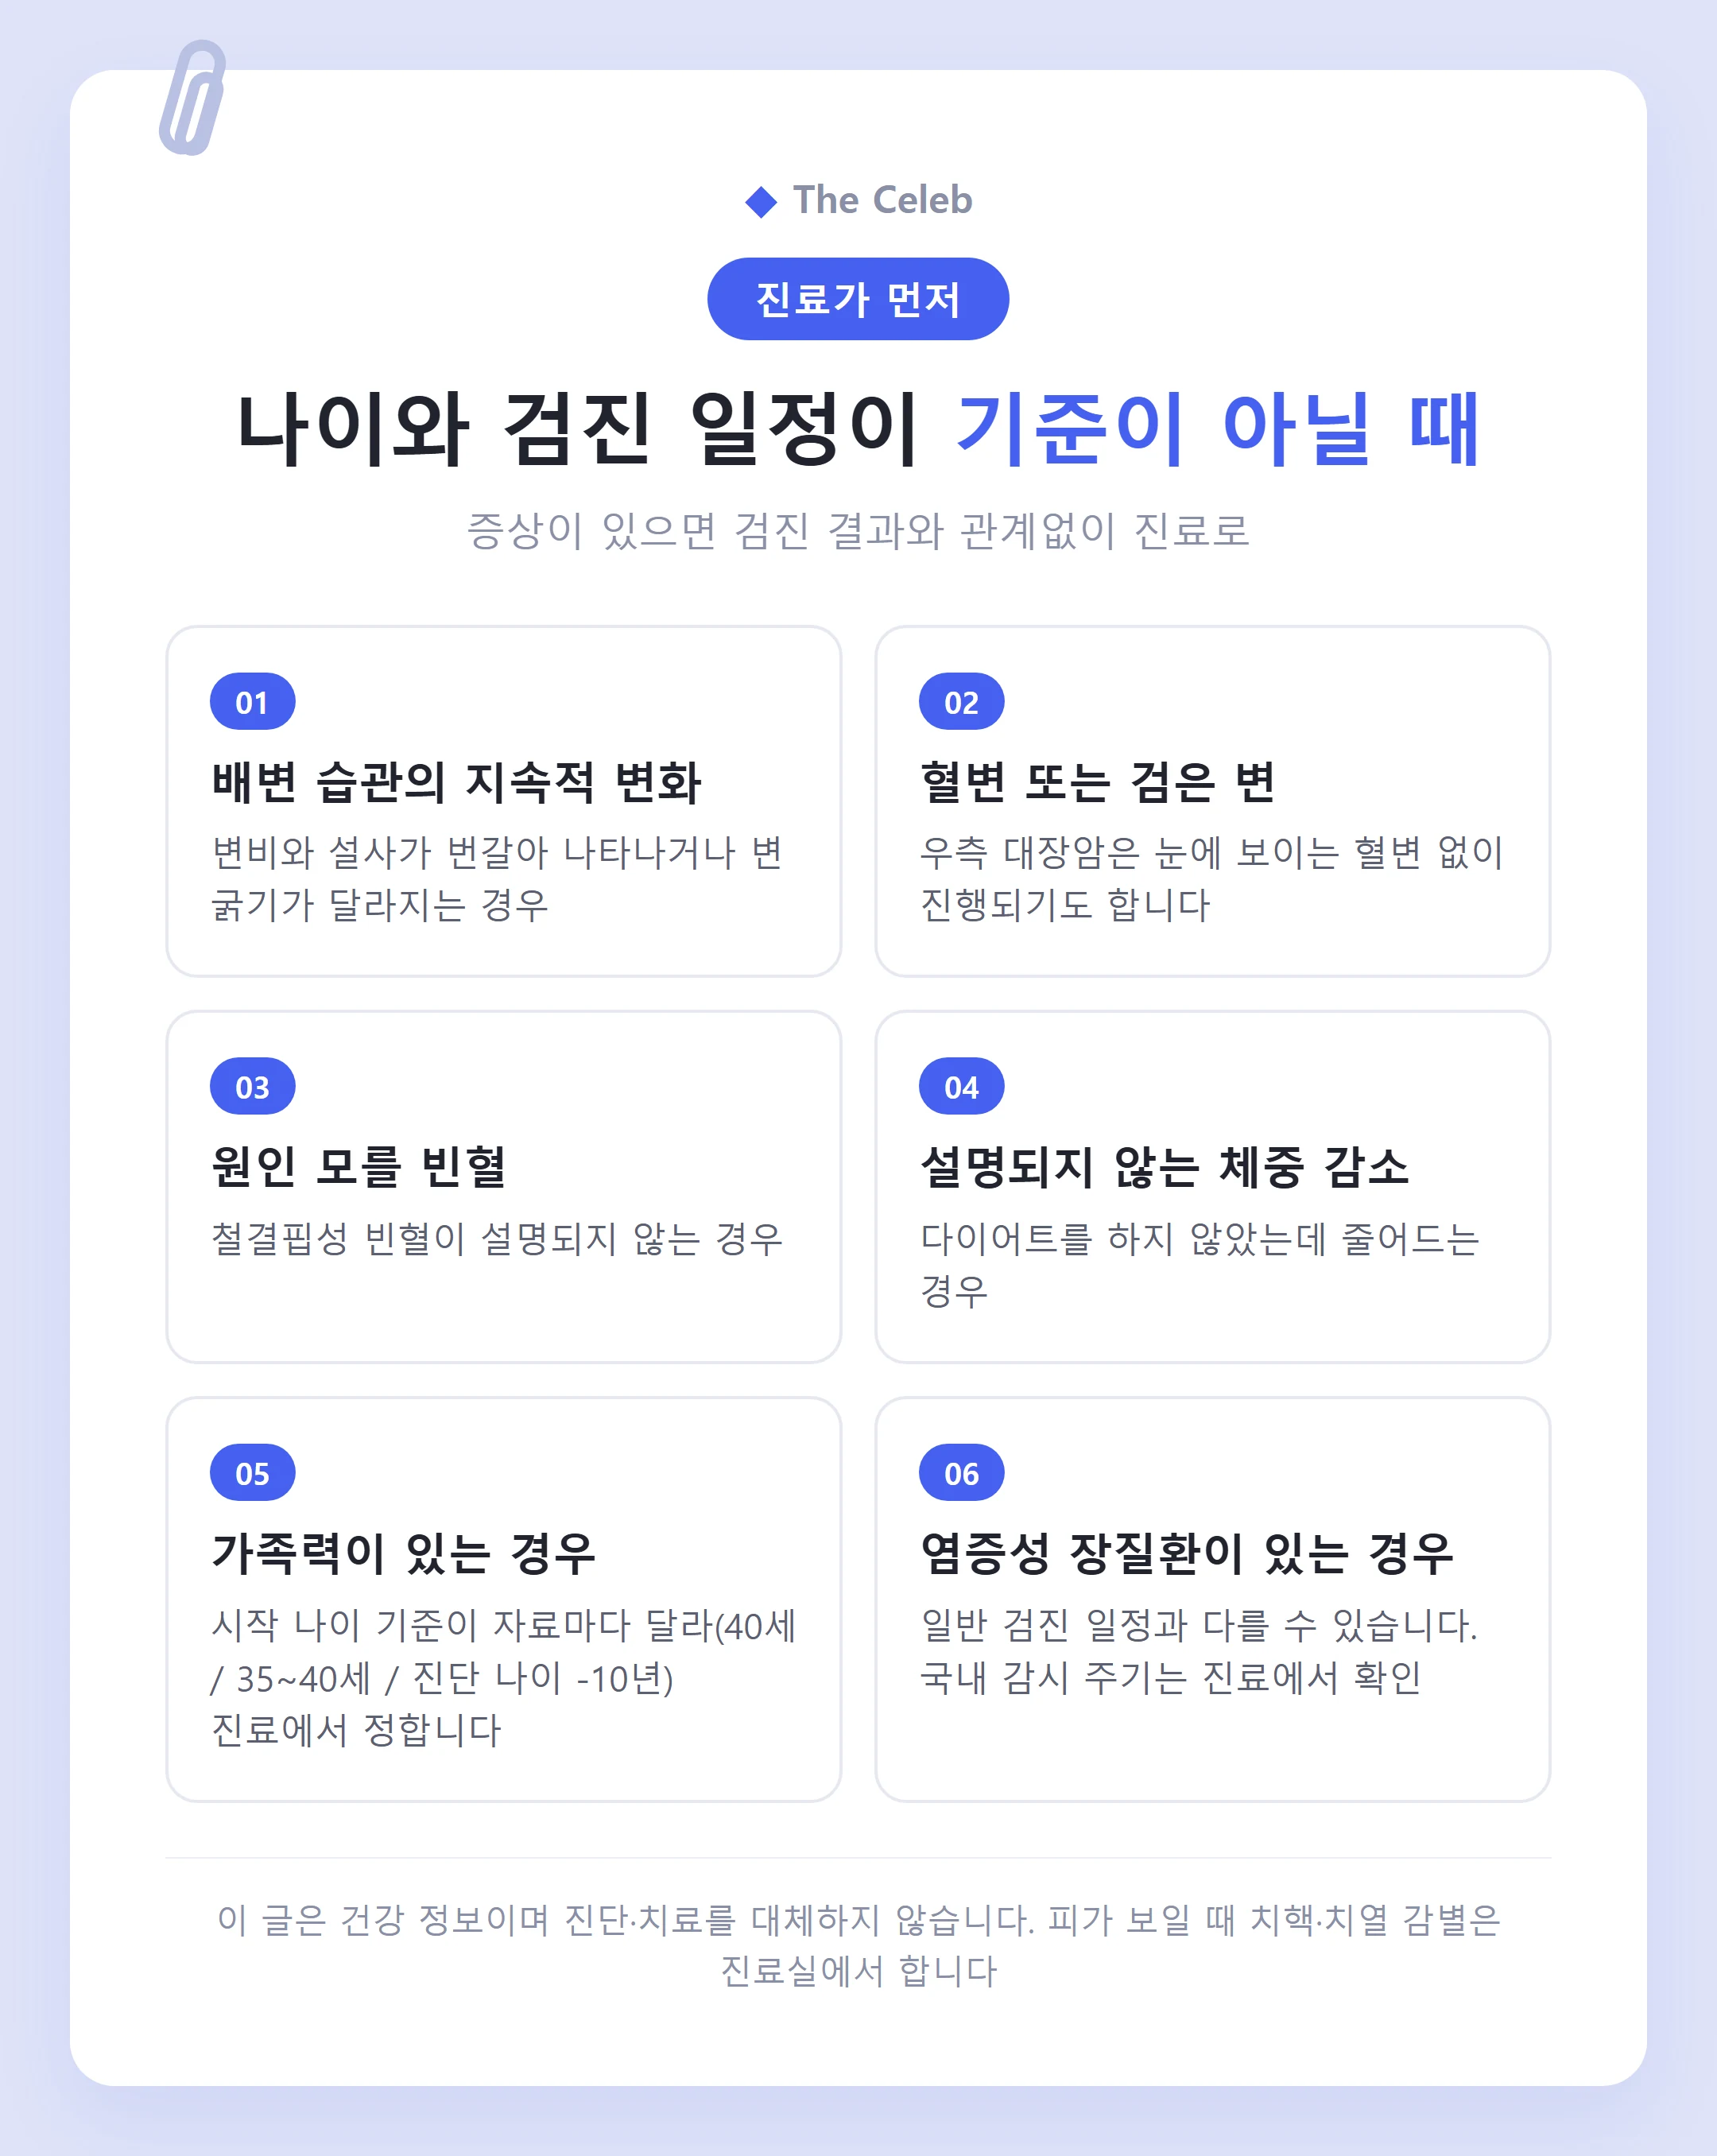 The Celeb
진료가 먼저
나이와 검진 일정이 기준이 아닐 때
증상이 있으면 검진 결과와 관계없이 진료로
01
배변 습관의 지속적 변화
변비와 설사가 번갈아 나타나거나 변
굵기가 달라지는 경우
02
혈변 또는 검은 변
우측 대장암은 눈에 보이는 혈변 없이
진행되기도 합니다
03
원인 모를 빈혈
철결핍성 빈혈이 설명되지 않는 경우
04
설명되지 않는 체중 감소
다이어트를 하지 않았는데 줄어드는
경우
05
가족력이 있는 경우
시작 나이 기준이 자료마다 달라(40세
/ 35~40세 / 진단 나이 -10년)
진료에서 정합니다
06
염증성 장질환이 있는 경우
일반 검진 일정과 다를 수 있습니다.
국내 감시 주기는 진료에서 확인
이 글은 건강 정보이며 진단·치료를 대체하지 않습니다. 피가 보일 때 치핵·치열 감별은
진료실에서 합니다